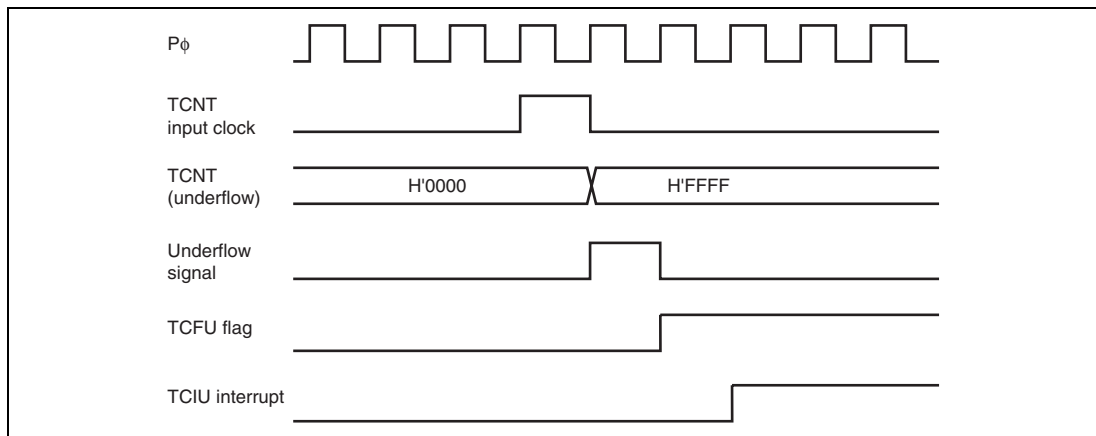 Pϕ
TCNT
input clock
TCNT
(underflow)
H'0000
H'FFFF
Underflow
signal
TCFU flag
TCIU interrupt